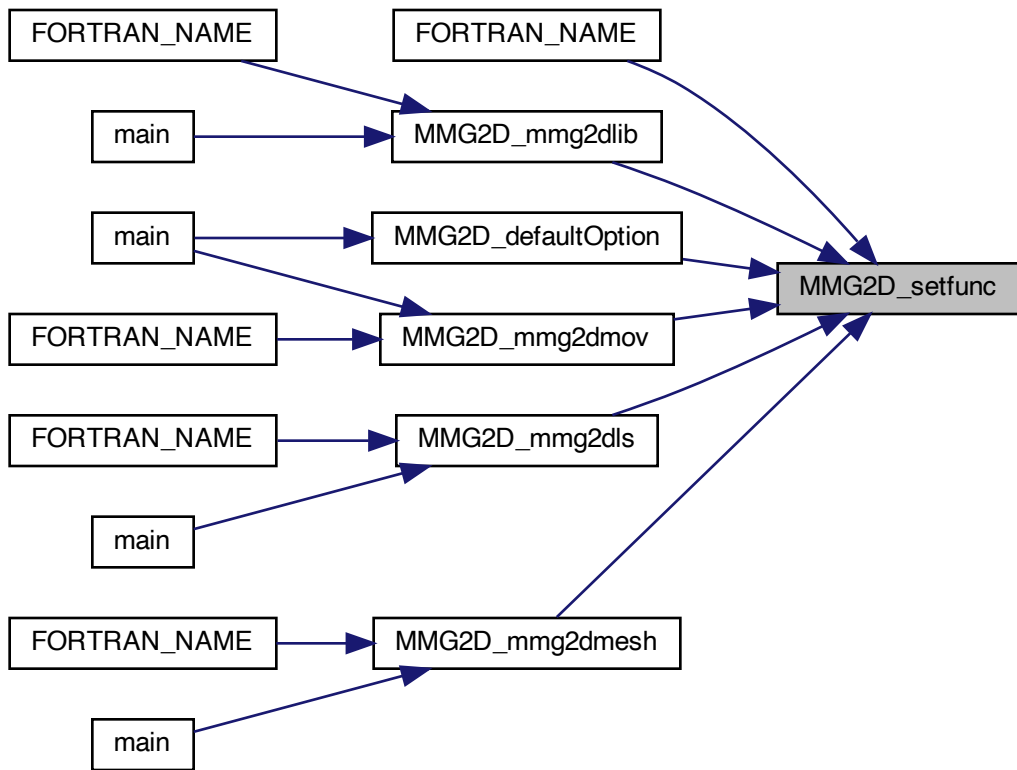 FORTRAN_NAME
FORTRAN_NAME
main
MMG2D_mmg2dlib
main
MMG2D_defaultOption
MMG2D_setfunc
FORTRAN_NAME
MMG2D_mmg2dmov
FORTRAN_NAME
MMG2D_mmg2dls
main
FORTRAN_NAME
MMG2D_mmg2dmesh
main